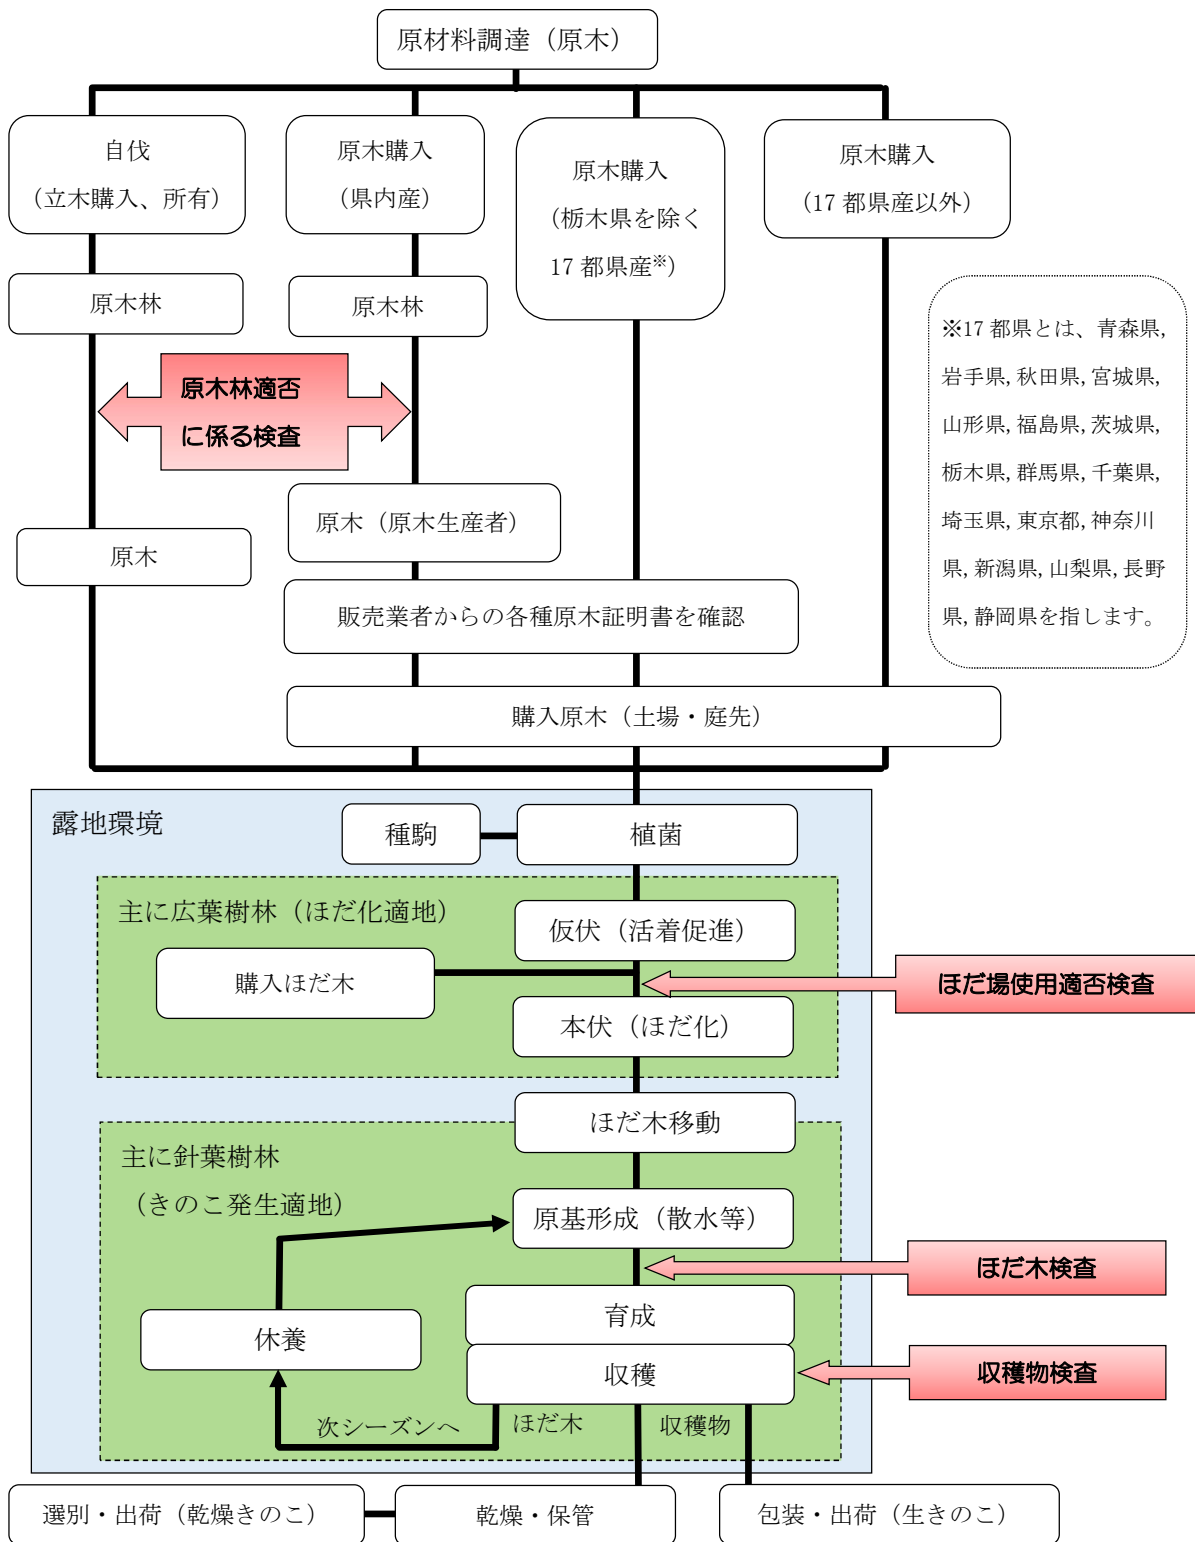 原材料調達（原木）
自伐
（立木購入、所有）
原木購入
（県内産）
原木購入
（栃木県を除く
17 都県産※）
原木購入
（17 都県産以外）
原木林
原木林
原木林適否
に係る検査
※17 都県とは、青森県,
岩手県, 秋田県, 宮城県,
山形県, 福島県, 茨城県,
栃木県, 群馬県, 千葉県,
埼玉県, 東京都, 神奈川
県, 新潟県, 山梨県, 長野
県, 静岡県を指します。
原木（原木生産者）
原木
販売業者からの各種原木証明書を確認
購入原木（土場・庭先）
露地環境
種駒
植菌
主に広葉樹林（ほだ化適地）
仮伏（活着促進）
購入ほだ木
ほだ場使用適否検査
本伏（ほだ化）
ほだ木移動
主に針葉樹林
（きのこ発生適地）
原基形成（散水等）
ほだ木検査
育成
休養
収穫
収穫物検査
次シーズンへ
ほだ木
収穫物
選別・出荷（乾燥きのこ）
乾燥・保管
包装・出荷（生きのこ）